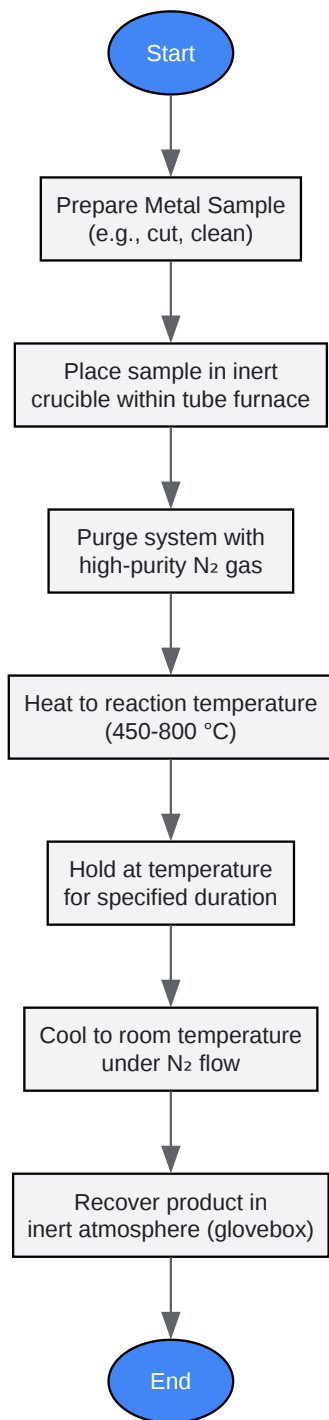 Start
Prepare Metal Sample
(e.g., cut, clean)
Place sample in inert
crucible within tube furnace
Purge system with
high-purity N₂ gas
Heat to reaction temperature
(450-800 °C)
Hold at temperature
for specified duration
Cool to room temperature
under N₂ flow
Recover product in
inert atmosphere (glovebox)
End